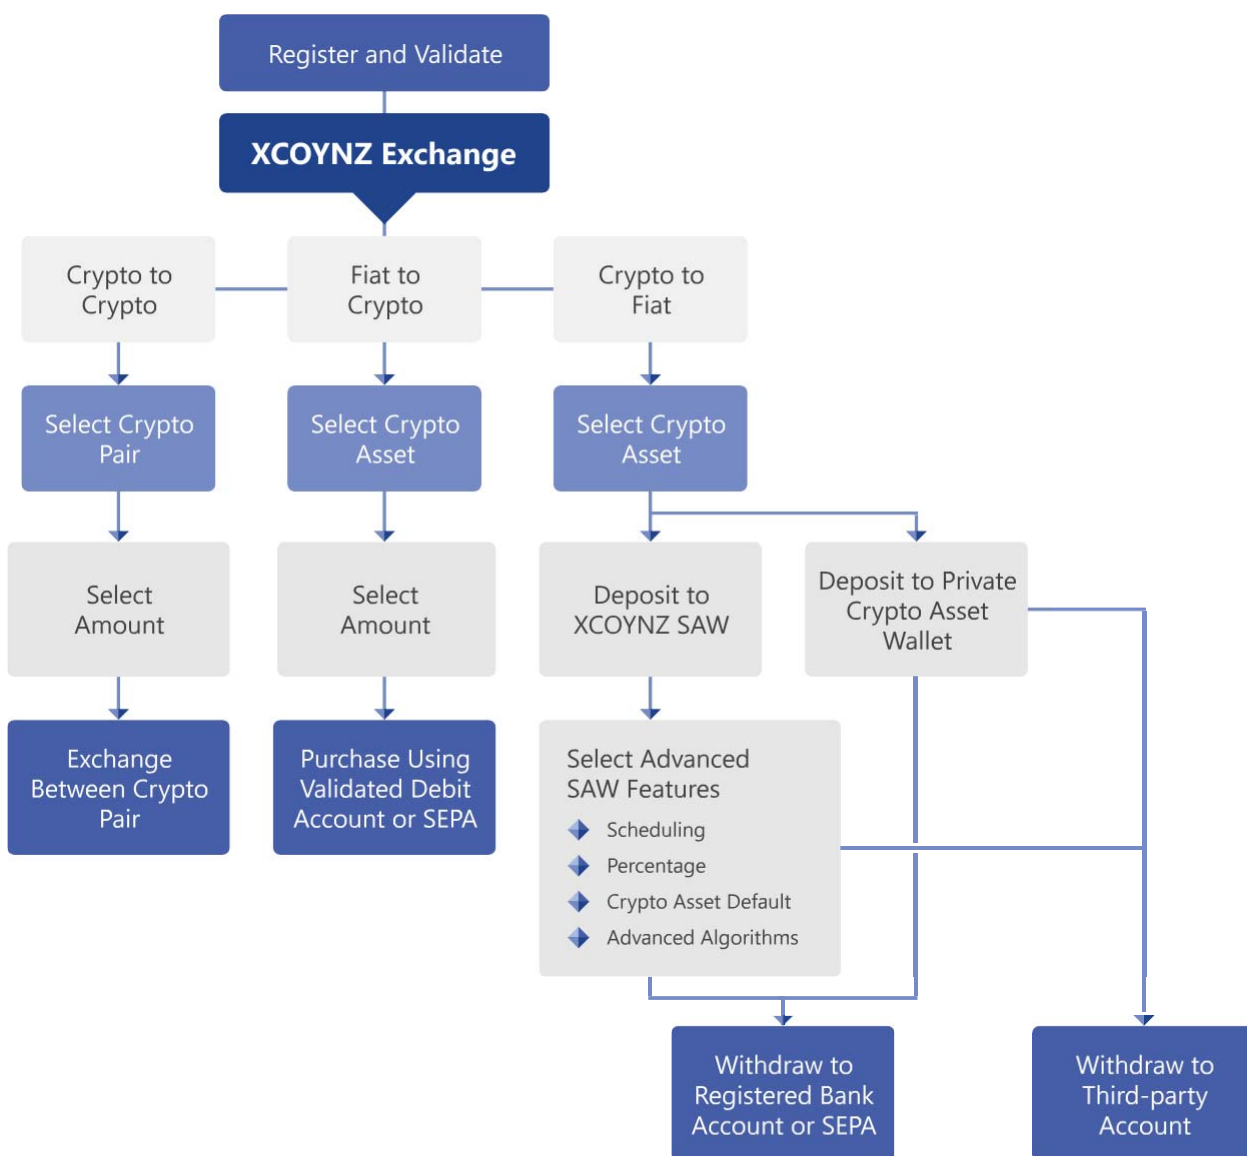 Register and Validate
XCOYNZ Exchange
Crypto to
Crypto
Fiat to
Crypto
Crypto to
Fiat
Select Crypto
Pair
Select Crypto
Asset
Select Crypto
Asset
Select
Amount
Select
Amount
Deposit to
XCOYNZ SAW
Deposit to Private
Crypto Asset
Wallet
Exchange
Between Crypto
Pair
Purchase Using
Validated Debit
Account or SEPA
Select Advanced
SAW Features
Scheduling
Percentage
Crypto Asset Default
Advanced Algorithms
Withdraw to
Registered Bank
Account or SEPA
Withdraw to
Third-party
Account